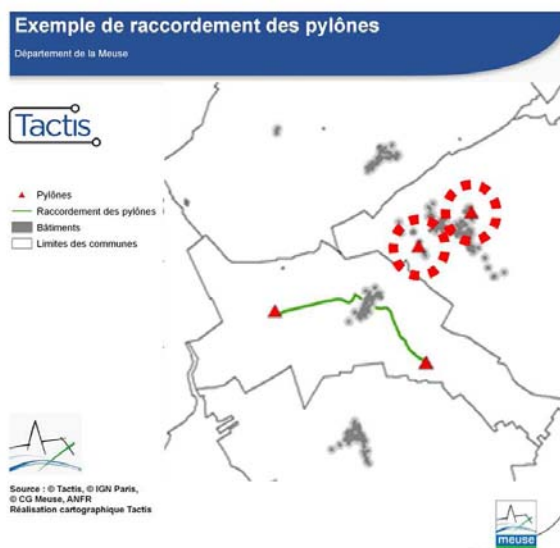 Exemple de raccordement des pylônes
Département de la Meuse
Tactis
Pylônes
Raccordement des pylônes
Bâtiments
Limites des communes
Source : © Tactis, © IGN Paris,
© CG Meuse, ANFR
Réalisation cartographique Tactis
meuse